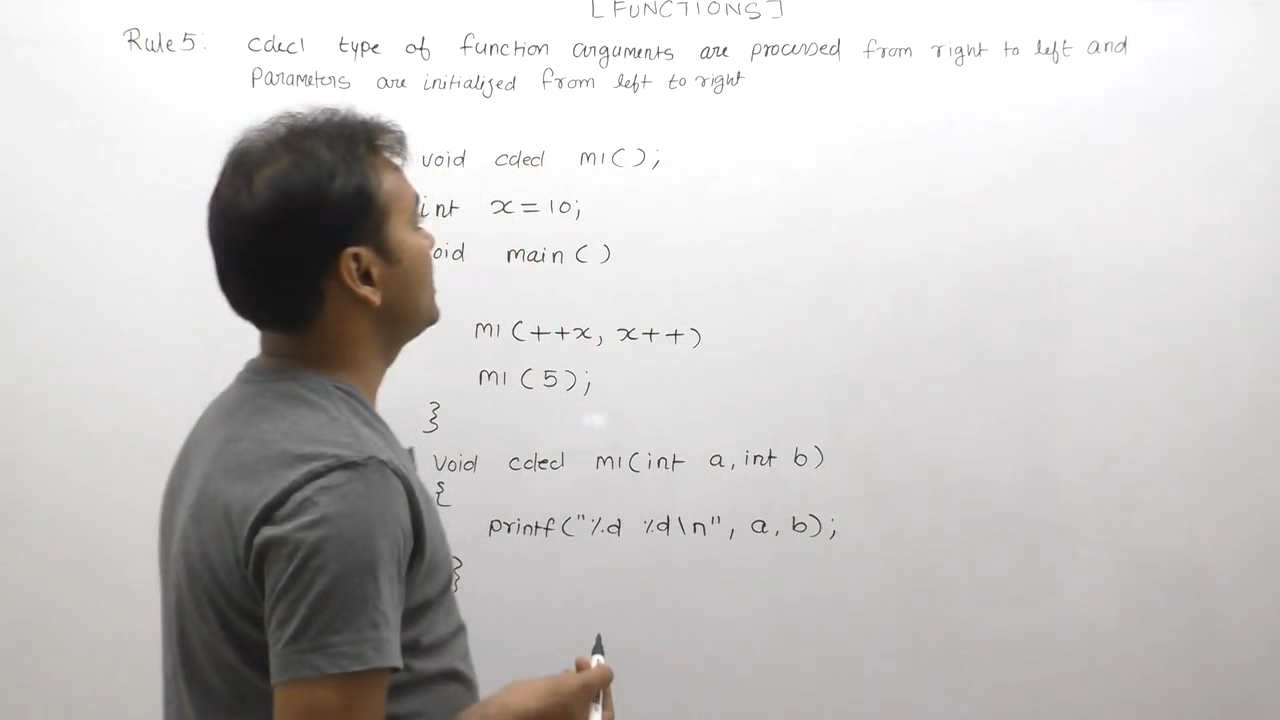 [FUNCTIONS]
Rule 5: cdecl type of function arguments are processed from right to left and
Parameters are initialized from left to right
void cdecl m1();
int x=10;
oid main()
m1(++x, x++)
m1(5);
}
void cdecl m1(int a, int b)
{
printf("%d %d\n", a, b);
}